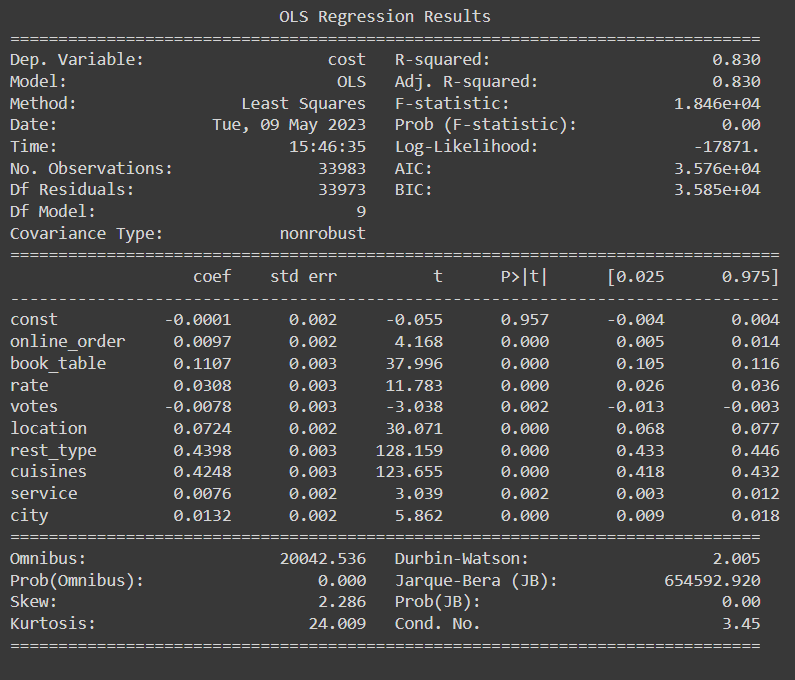 OLS Regression Results
==============================================================================
Dep. Variable:                   cost   R-squared:                       0.830
Model:                            OLS   Adj. R-squared:                  0.830
Method:                 Least Squares   F-statistic:                 1.846e+04
Date:                Tue, 09 May 2023   Prob (F-statistic):               0.00
Time:                        15:46:35   Log-Likelihood:                -17871.
No. Observations:               33983   AIC:                         3.576e+04
Df Residuals:                   33973   BIC:                         3.585e+04
Df Model:                           9
Covariance Type:            nonrobust
================================================================================
                   coef    std err          t      P>|t|      [0.025      0.975]
--------------------------------------------------------------------------------
const           -0.0001      0.002     -0.055      0.957      -0.004       0.004
online_order     0.0097      0.002      4.168      0.000       0.005       0.014
book_table       0.1107      0.003     37.996      0.000       0.105       0.116
rate             0.0308      0.003     11.783      0.000       0.026       0.036
votes           -0.0078      0.003     -3.038      0.002      -0.013      -0.003
location         0.0724      0.002     30.071      0.000       0.068       0.077
rest_type        0.4398      0.003    128.159      0.000       0.433       0.446
cuisines         0.4248      0.003    123.655      0.000       0.418       0.432
service          0.0076      0.002      3.039      0.002       0.003       0.012
city             0.0132      0.002      5.862      0.000       0.009       0.018
==============================================================================
Omnibus:                    20042.536   Durbin-Watson:                   2.005
Prob(Omnibus):                  0.000   Jarque-Bera (JB):           654592.920
Skew:                           2.286   Prob(JB):                         0.00
Kurtosis:                      24.009   Cond. No.                         3.45
==============================================================================